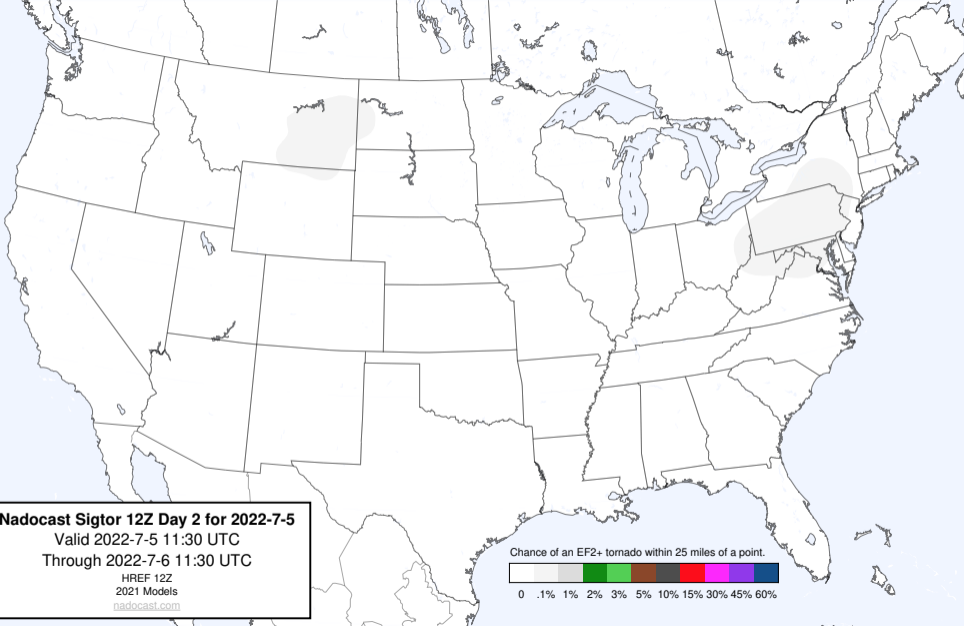 Nadocast Sigtor 12Z Day 2 for 2022-7-5
Valid 2022-7-5 11:30 UTC
Through 2022-7-6 11:30 UTC
HREF 12Z
2021 Models
nadocast.com
Chance of an EF2+ tornado within 25 miles of a point.
0 .1% 1% 2% 3% 5% 10% 15% 30% 45% 60%